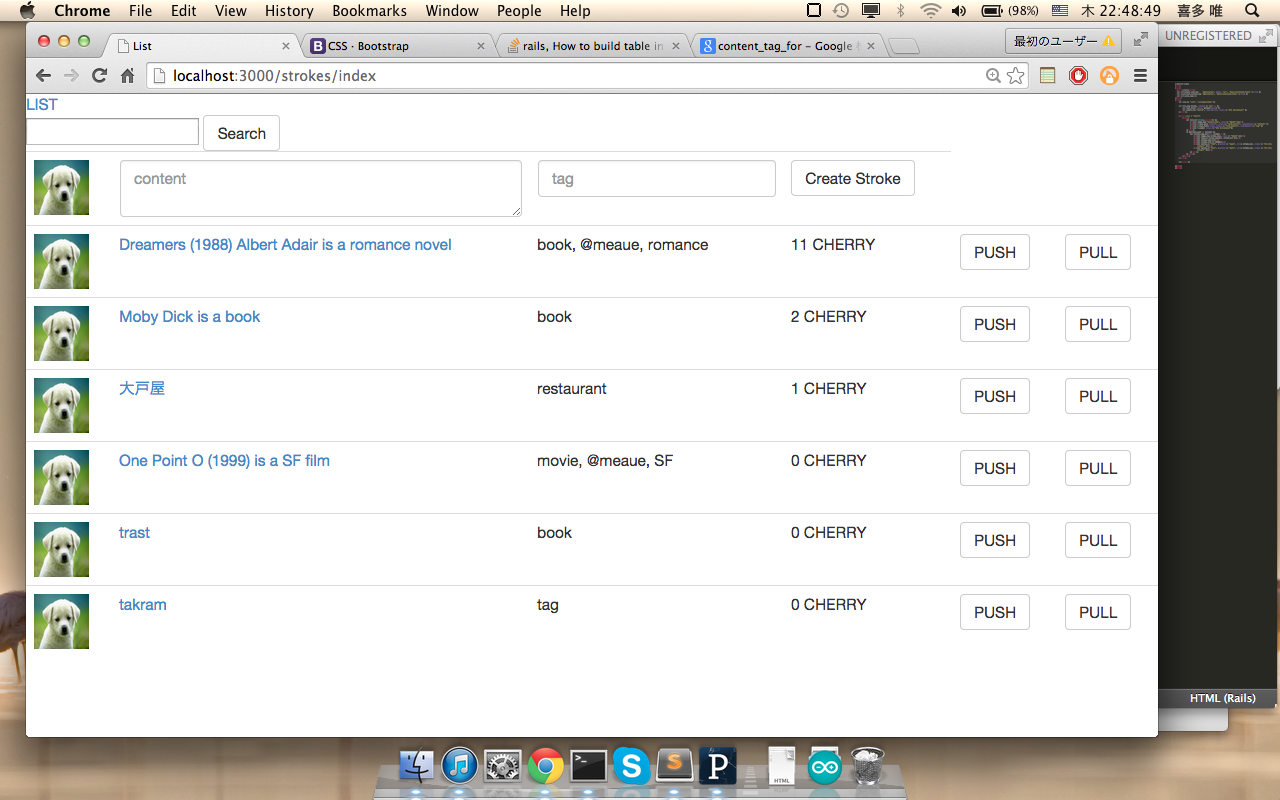 Chrome File Edit View History Bookmarks Window People Help (98%) 木 22:48:49 喜多 唯
List CSS · Bootstrap rails, How to build table in content_tag_for – Google 最初のユーザー UNREGISTERED
localhost:3000/strokes/index
LIST
Search
content tag Create Stroke
Dreamers (1988) Albert Adair is a romance novel book, @meaue, romance 11 CHERRY PUSH PULL
Moby Dick is a book book 2 CHERRY PUSH PULL
大戸屋 restaurant 1 CHERRY PUSH PULL
One Point O (1999) is a SF film movie, @meaue, SF 0 CHERRY PUSH PULL
trast book 0 CHERRY PUSH PULL
takram tag 0 CHERRY PUSH PULL
HTML (Rails)
HTML